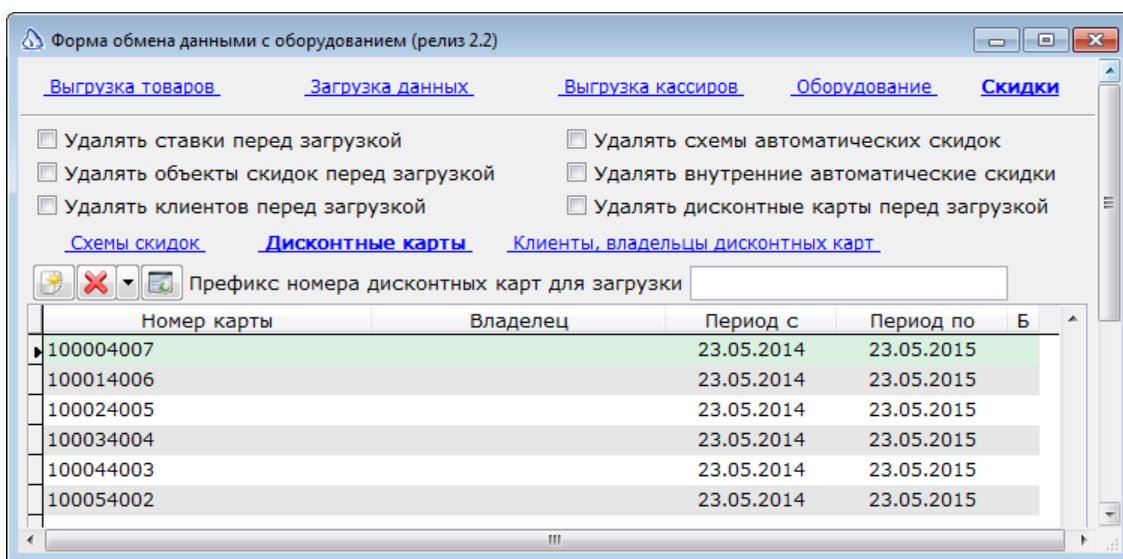 Форма обмена данными с оборудованием (релиз 2.2)
Выгрузка товаров Загрузка данных Выгрузка кассиров Оборудование Скидки
Удалять ставки перед загрузкой Удалять схемы автоматических скидок
Удалять объекты скидок перед загрузкой Удалять внутренние автоматические скидки
Удалять клиентов перед загрузкой Удалять дисконтные карты перед загрузкой
Схемы скидок Дисконтные карты Клиенты, владельцы дисконтных карт
Префикс номера дисконтных карт для загрузки
Номер карты Владелец Период с Период по Б
100004007 23.05.2014 23.05.2015
100014006 23.05.2014 23.05.2015
100024005 23.05.2014 23.05.2015
100034004 23.05.2014 23.05.2015
100044003 23.05.2014 23.05.2015
100054002 23.05.2014 23.05.2015